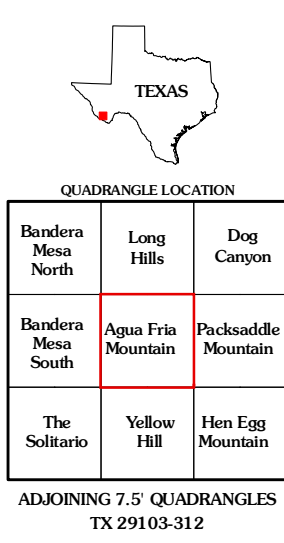 TEXAS
QUADRANGLE LOCATION
Bandera
Mesa
North
Long
Hills
Dog
Canyon
Bandera
Mesa
South
Agua Fria
Mountain
Packsaddle
Mountain
The
Solitario
Yellow
Hill
Hen Egg
Mountain
ADJOINING 7.5' QUADRANGLES
TX 29103-312